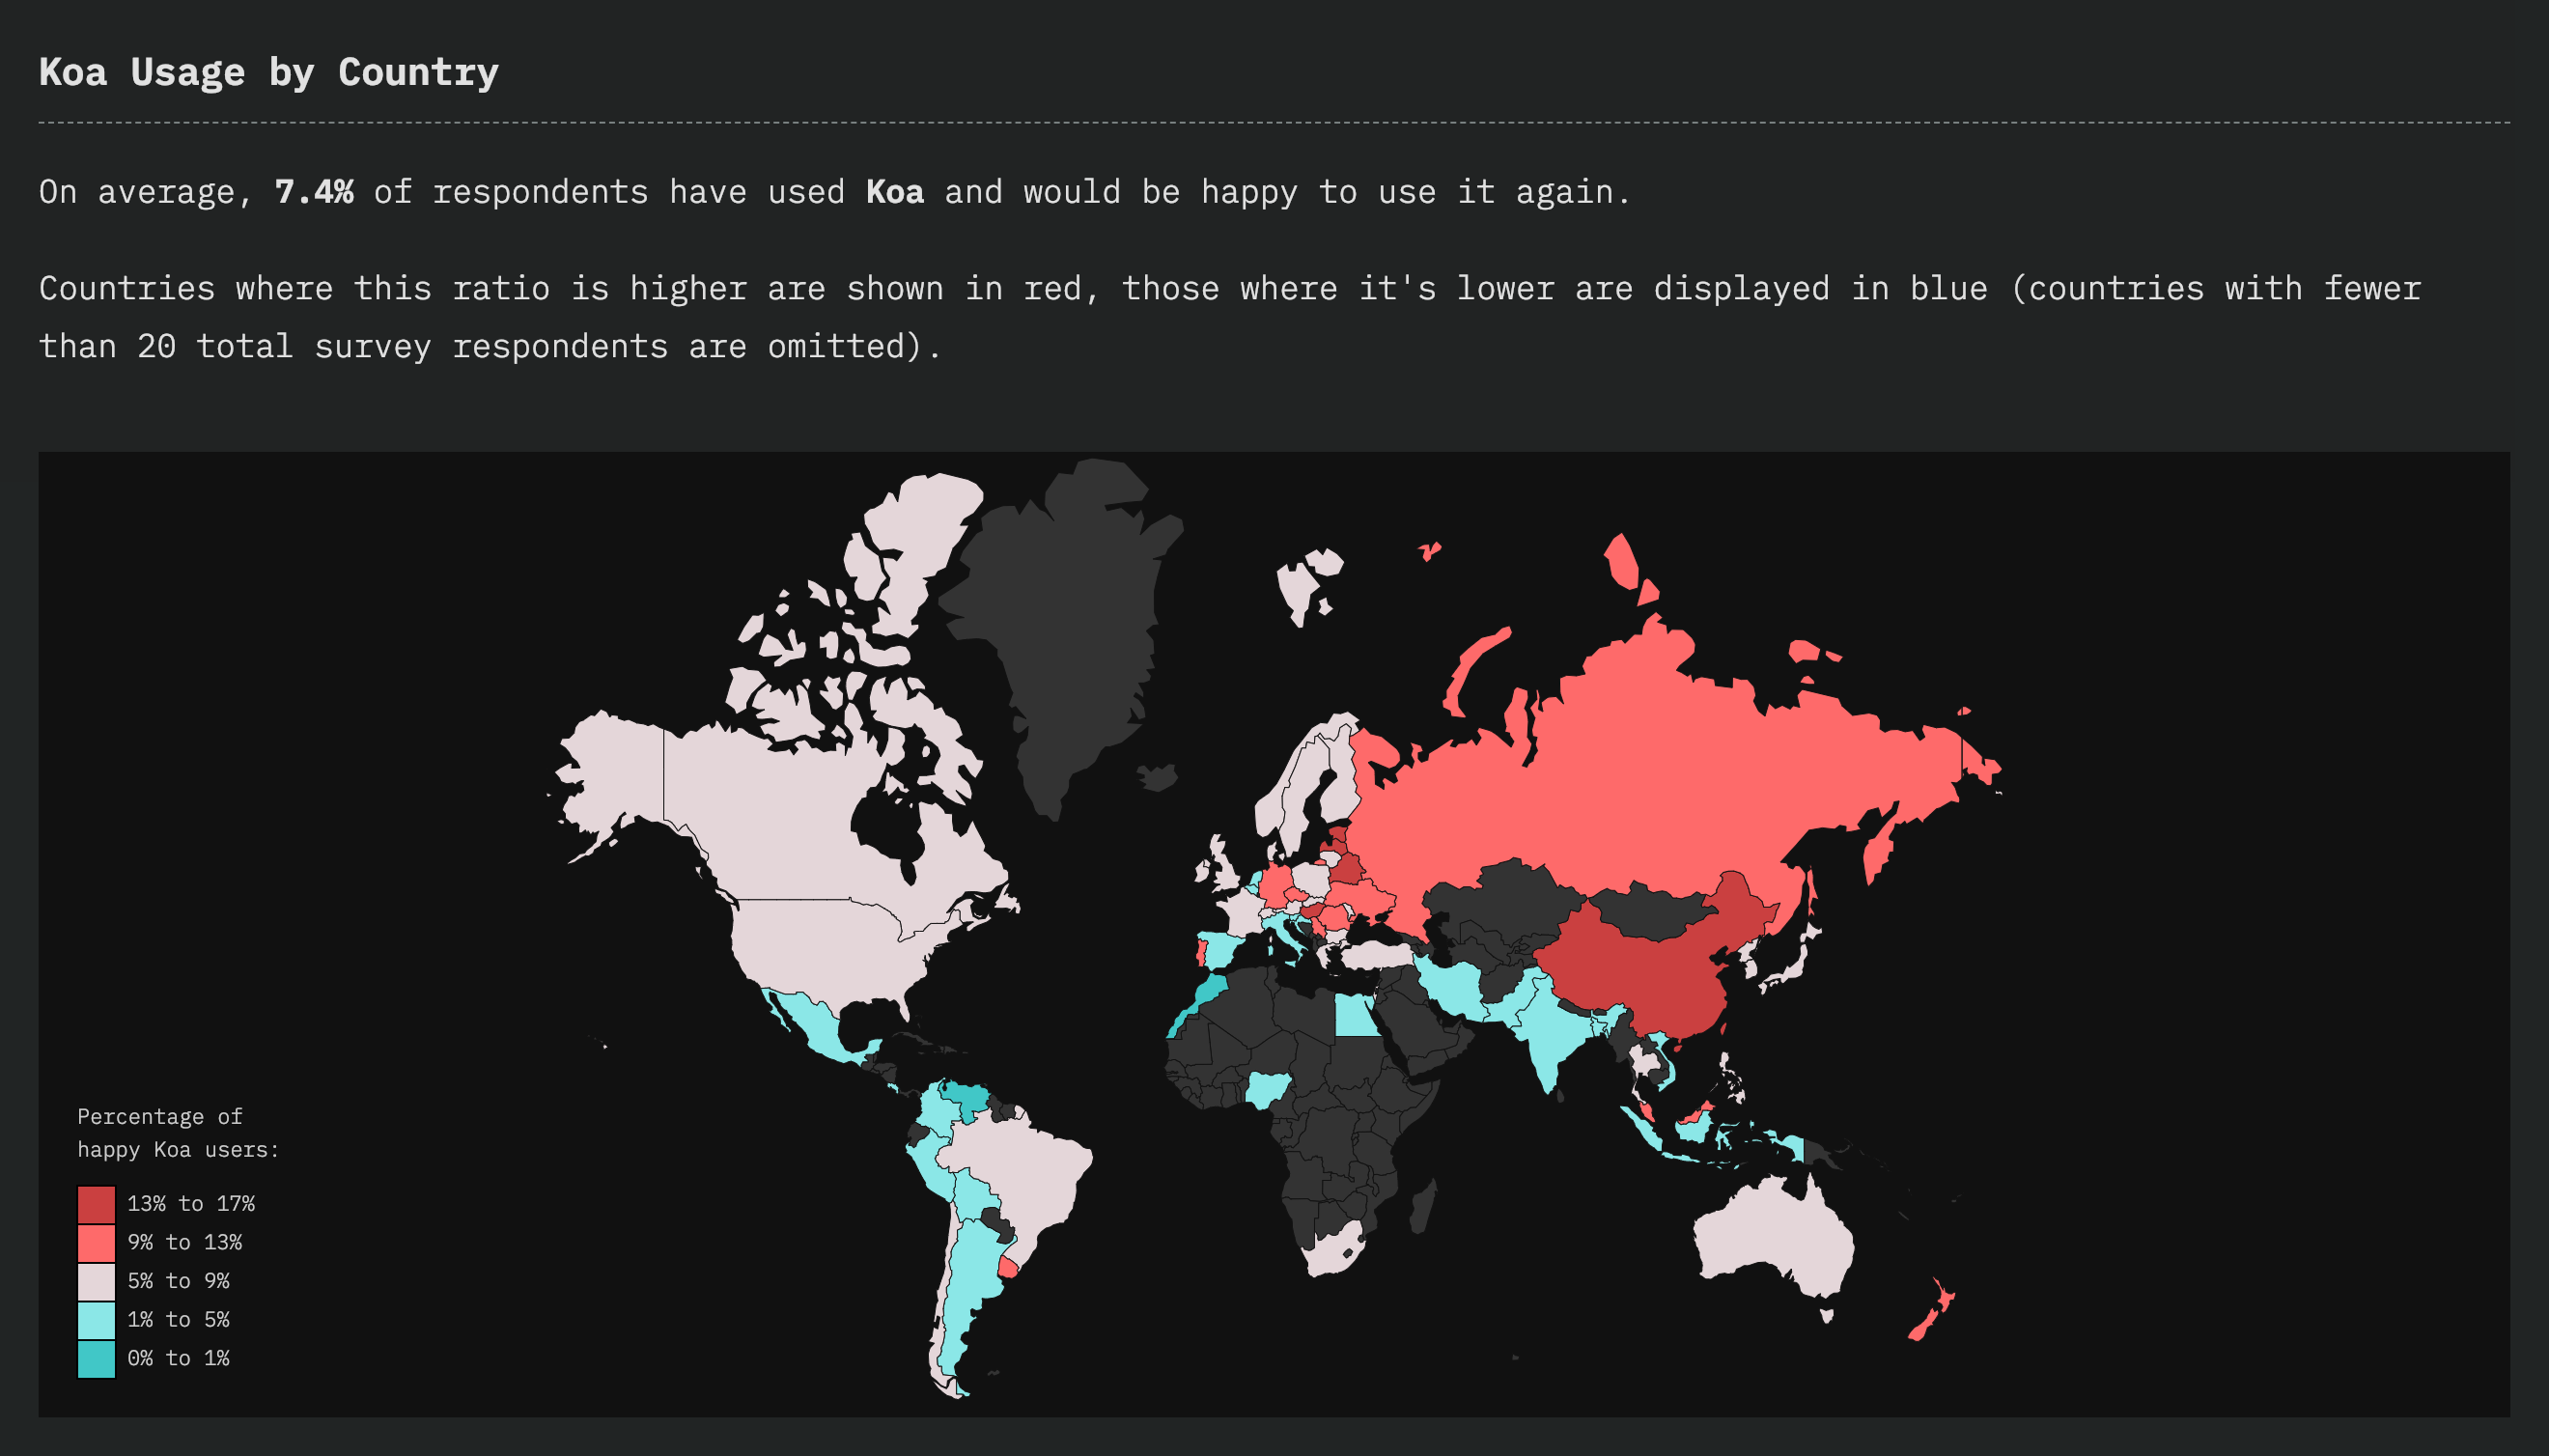 Koa Usage by Country
On average, 7.4% of respondents have used Koa and would be happy to use it again.
Countries where this ratio is higher are shown in red, those where it's lower are displayed in blue (countries with fewer
than 20 total survey respondents are omitted).
Percentage of
happy Koa users:
13% to 17%
9% to 13%
5% to 9%
1% to 5%
0% to 1%